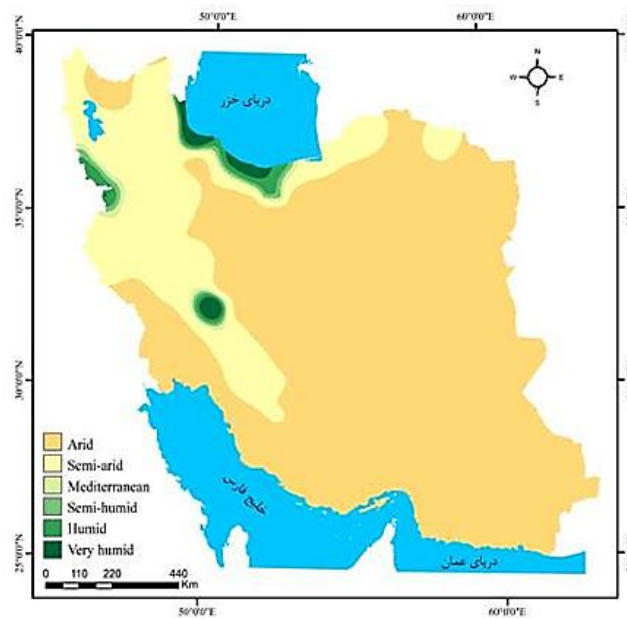 50°0'0"E
60°0'0"E
40°0'0"N
N
W
E
S
دریای خزر
35°0'0"N
30°0'0"N
Arid
Semi-arid
Mediterranean
Semi-humid
Humid
Very humid
خلیج فارس
دریای عمان
25°0'0"N
0 110 220 440
Km
50°0'0"E
60°0'0"E